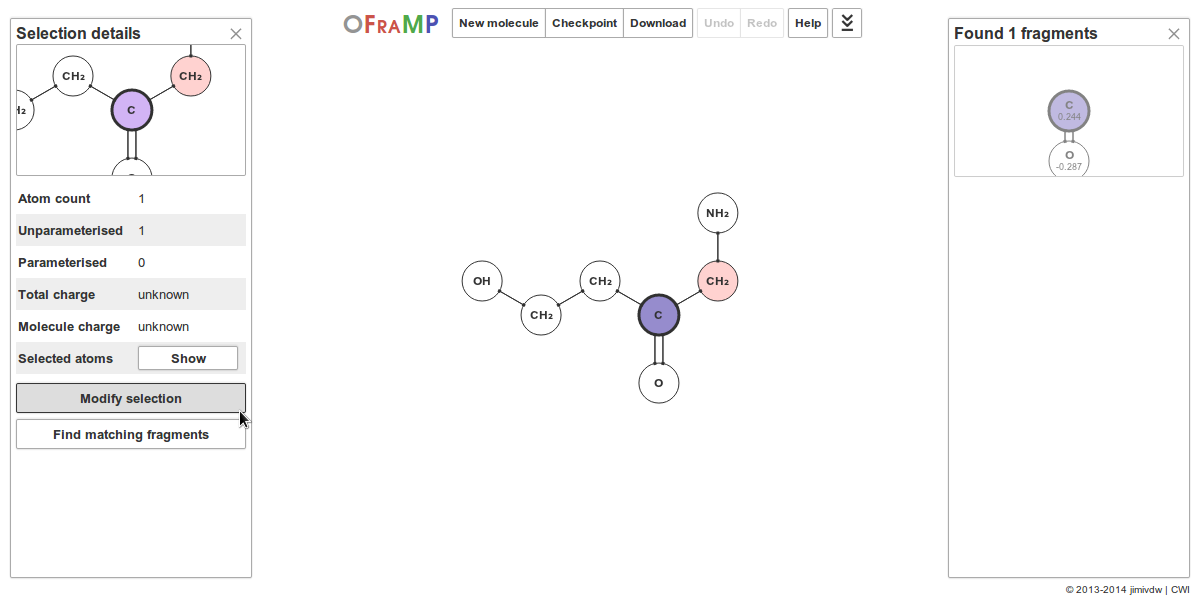 Selection details
CH₂
CH₂
H₂
C
Atom count 1
Unparameterised 1
Parameterised 0
Total charge unknown
Molecule charge unknown
Selected atoms Show
Modify selection
Find matching fragments
OFRAMP
New molecule Checkpoint Download Undo Redo Help
NH₂
OH CH₂ CH₂
CH₂ C
O
Found 1 fragments
C
0.244
O
-0.287
© 2013-2014 jimivdw | CWI